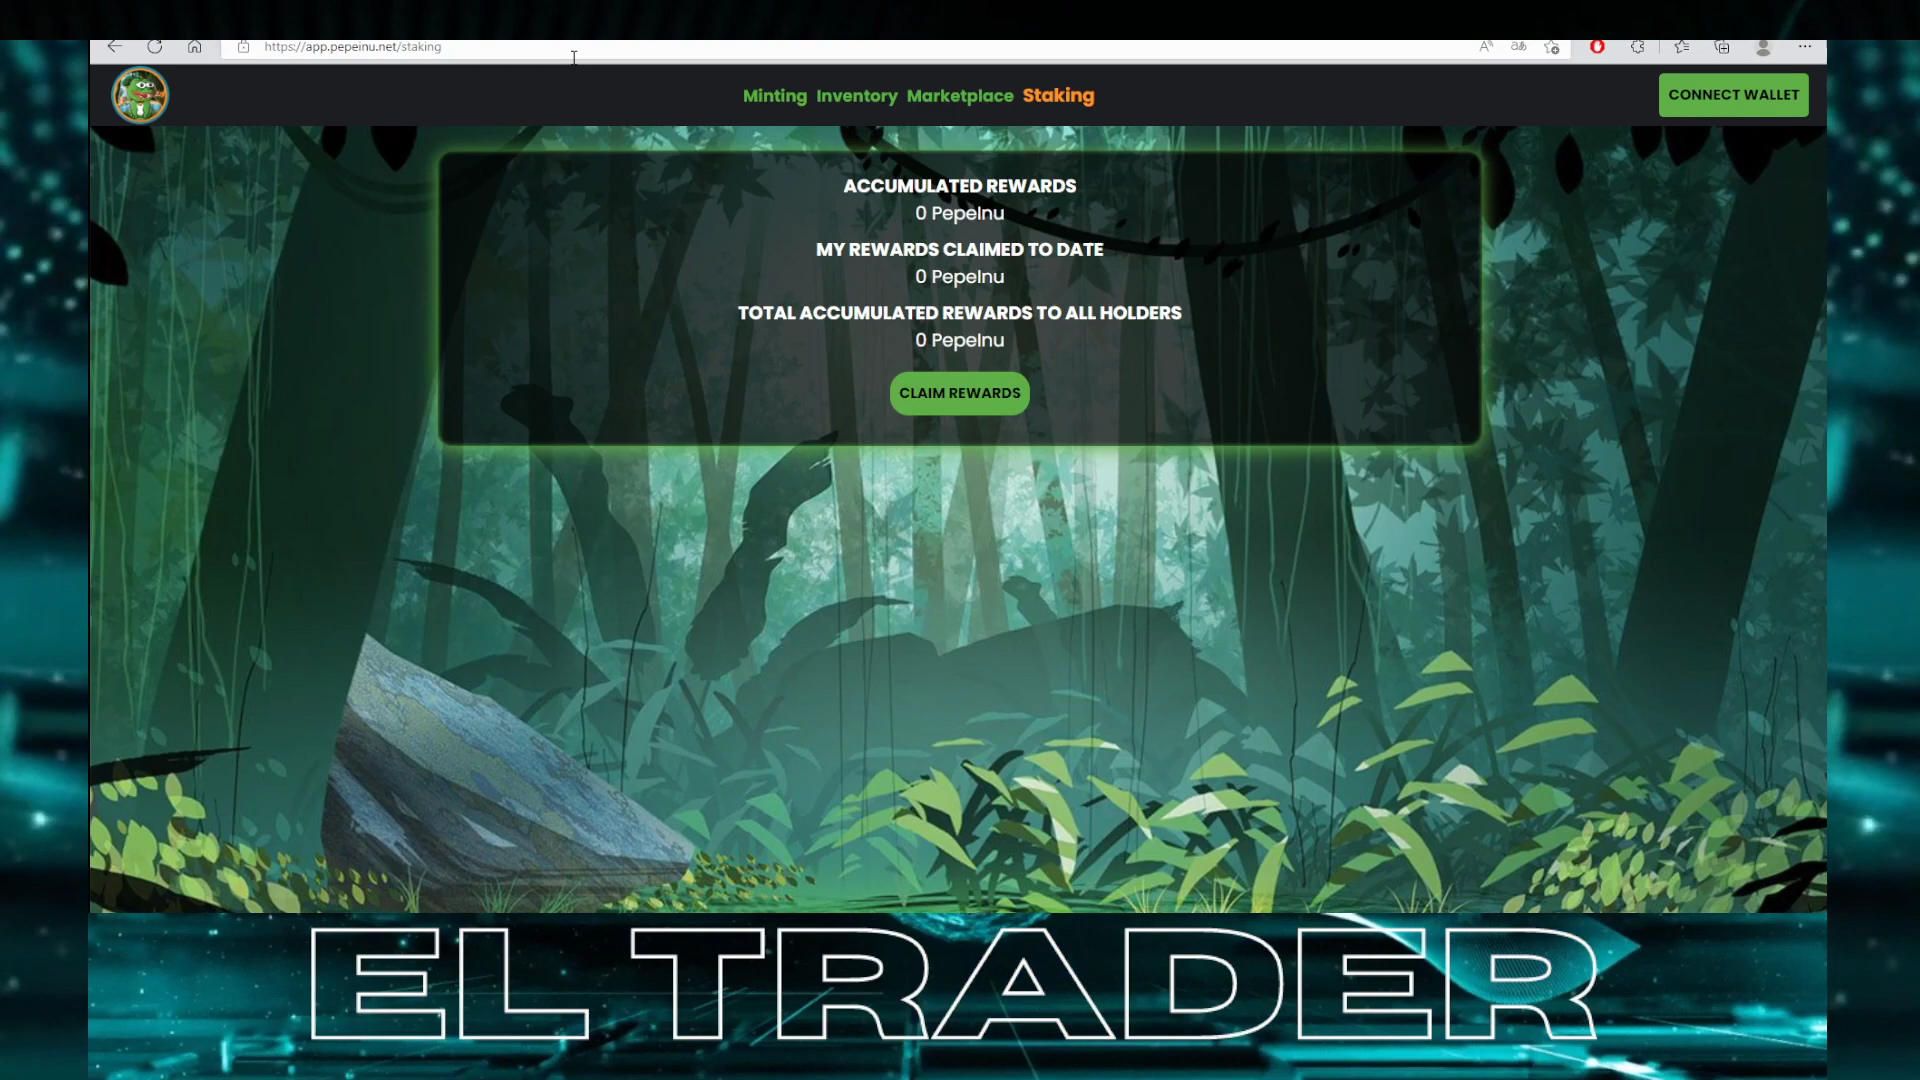 https://app.pepeinu.net/staking
Minting Inventory Marketplace Staking
CONNECT WALLET
ACCUMULATED REWARDS
0 PepeInu
MY REWARDS CLAIMED TO DATE
0 PepeInu
TOTAL ACCUMULATED REWARDS TO ALL HOLDERS
0 PepeInu
CLAIM REWARDS
EL TRADER